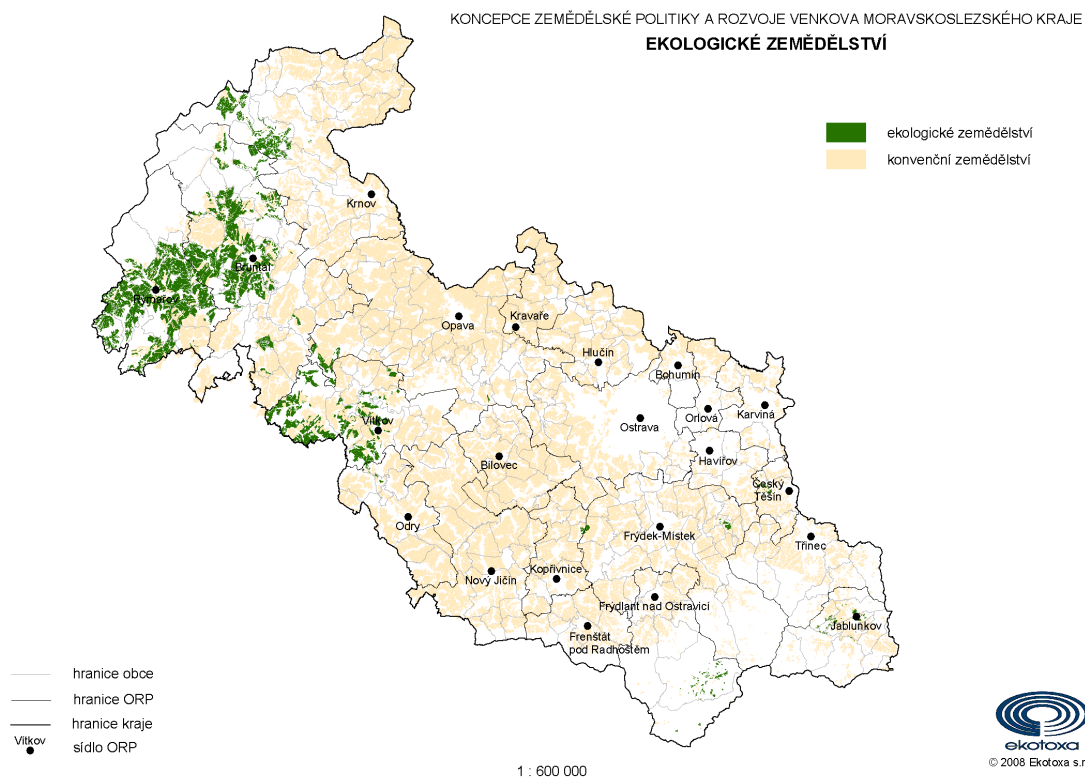 KONCEPCE ZEMĚDĚLSKÉ POLITIKY A ROZVOJE VENKOVA MORAVSKOSLEZSKÉHO KRAJE
EKOLOGICKÉ ZEMĚDĚLSTVÍ
ekologické zemědělství
konvenční zemědělství
Krnov
Bruntál
Rýmařov
Opava
Kravaře
Hlučín
Bohumín
Ostrava
Orlová
Karviná
Vítkov
Bílovec
Havířov
Český
Těšín
Odry
Frýdek-Místek
Třinec
Nový Jičín
Kopřivnice
Frýdlant nad Ostravicí
Jablunkov
Frenštát
pod Radhoštěm
hranice obce
hranice ORP
hranice kraje
Vítkov
sídlo ORP
1 : 600 000
ekotoxa
© 2008 Ekotoxa s.r